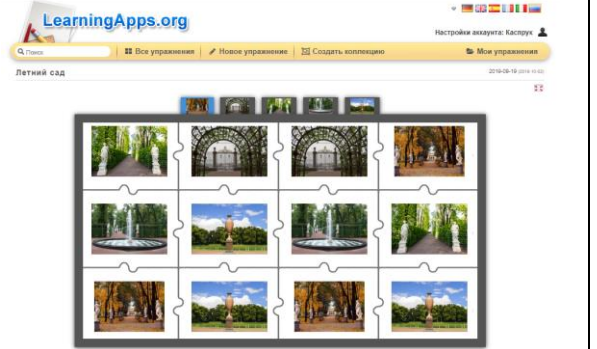 LearningApps.org
Настройки аккаунта: Каспрук
Поиск
Все упражнения
Новое упражнение
Создать коллекцию
Мои упражнения
Летний сад
2016-09-19